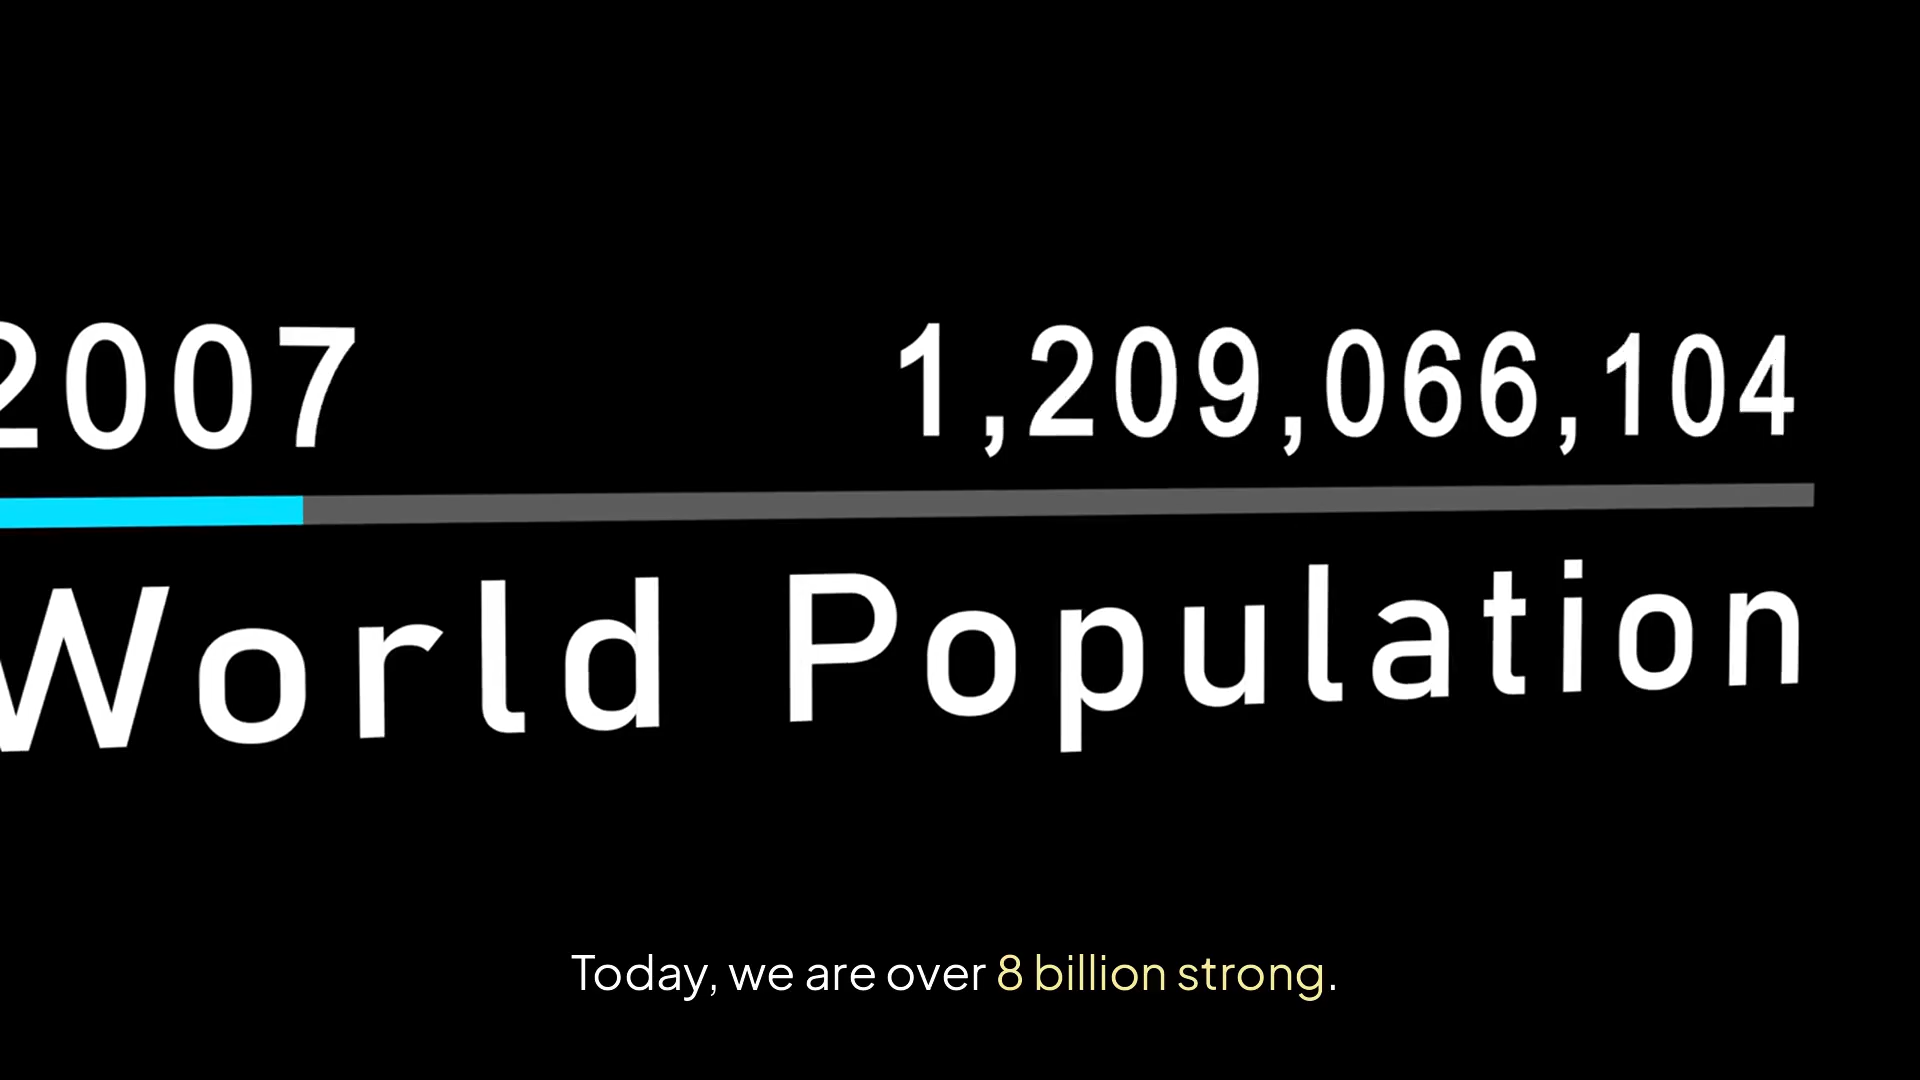 2007 1,209,066,104
World Population
Today, we are over 8 billion strong.